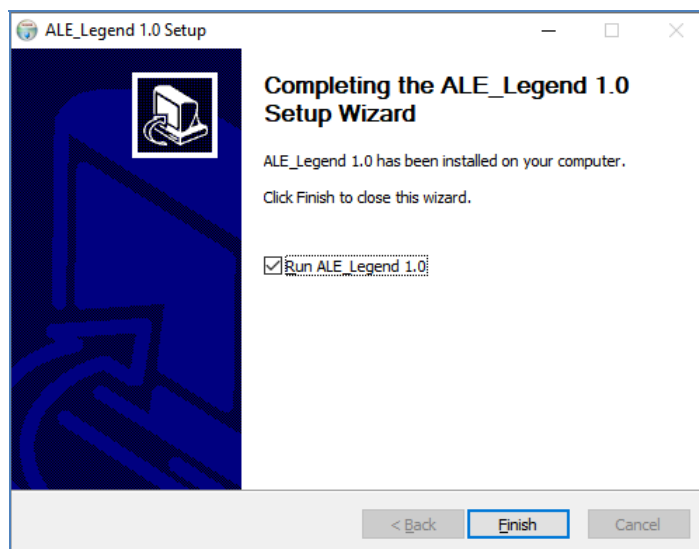 ALE_Legend 1.0 Setup
Completing the ALE_Legend 1.0
Setup Wizard
ALE_Legend 1.0 has been installed on your computer.
Click Finish to close this wizard.
Run ALE_Legend 1.0
< Back Finish Cancel